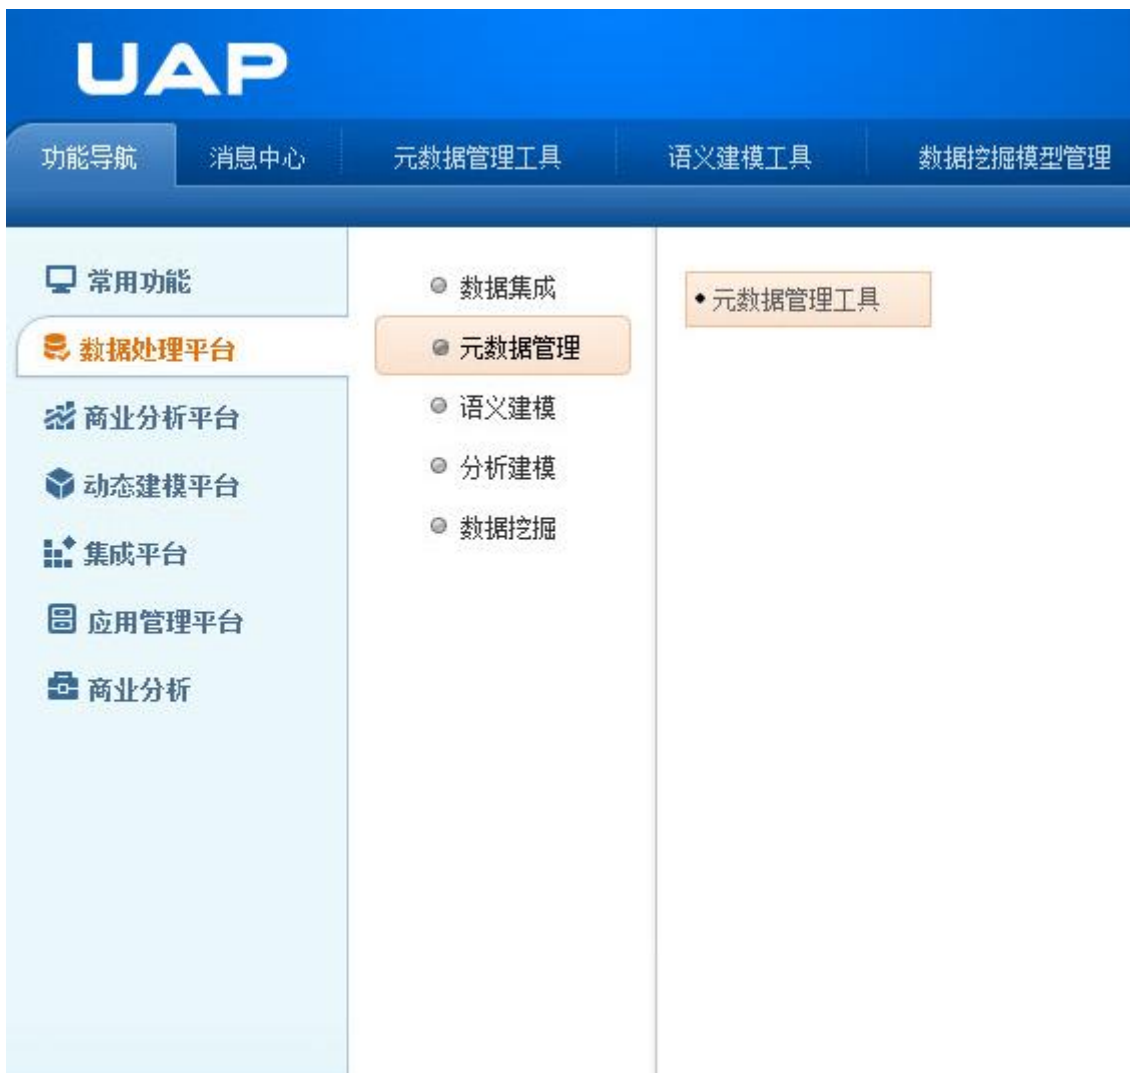 UAP
功能导航 消息中心 元数据管理工具 语义建模工具 数据挖掘模型管理
常用功能
数据处理平台
商业分析平台
动态建模平台
集成平台
应用管理平台
商业分析
数据集成
元数据管理
语义建模
分析建模
数据挖掘
元数据管理工具